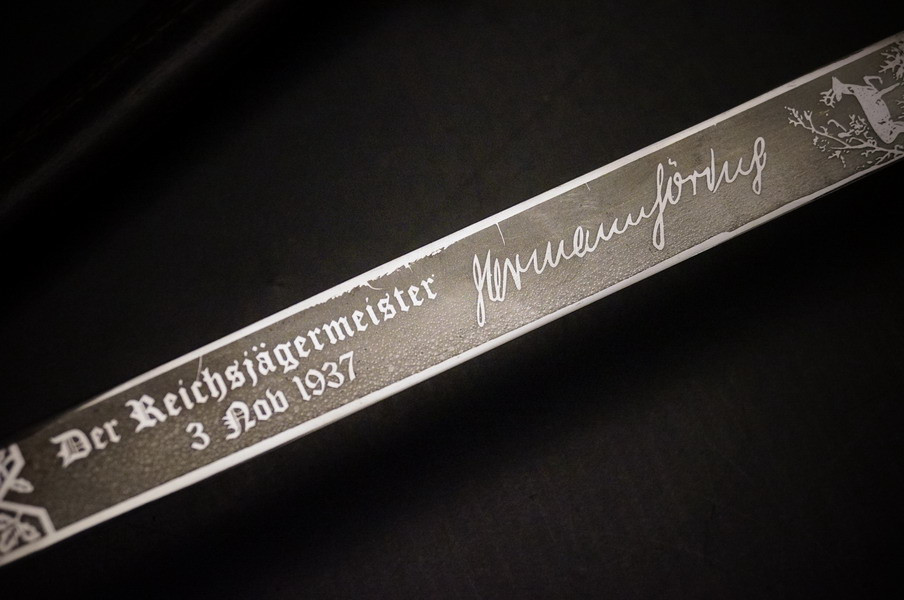 Der Reichsjägermeister
3 Nov 1937
Hermann Göring